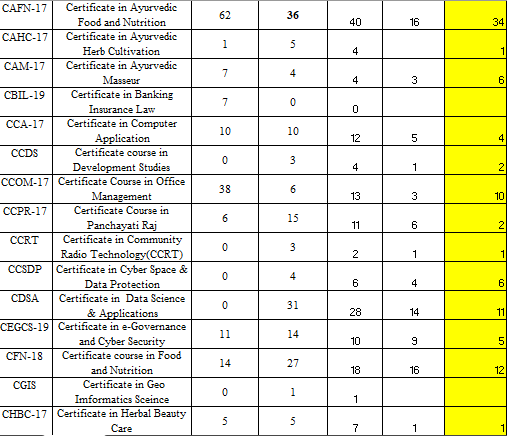 CAFN-17 Certificate in Ayurvedic Food and Nutrition 62 36 40 16 34
CAHC-17 Certificate in Ayurvedic Herb Cultivation 1 5 4 1
CAM-17 Certificate in Ayurvedic Masseur 7 4 4 3 6
CBIL-19 Certificate in Banking Insurance Law 7 0 0
CCA-17 Certificate in Computer Application 10 10 12 5 4
CCDS Certificate course in Development Studies 0 3 4 1 2
CCOM-17 Certificate Course in Office Management 38 6 13 3 10
CCPR-17 Certificate Course in Panchayati Raj 6 15 11 6 2
CCRT Certificate in Community Radio Technology(CCRT) 0 3 2 1 1
CCSDP Certificate in Cyber Space & Data Protection 0 4 6 4 6
CDSA Certificate in Data Science & Applications 0 31 28 14 11
CEGCS-19 Certificate in e-Governance and Cyber Security 11 14 10 9 5
CFN-18 Certificate course in Food and Nutrition 14 27 18 16 12
CGIS Certificate in Geo Imformatics Sceince 0 1 1
CHBC-17 Certificate in Herbal Beauty Care 5 5 7 1 1